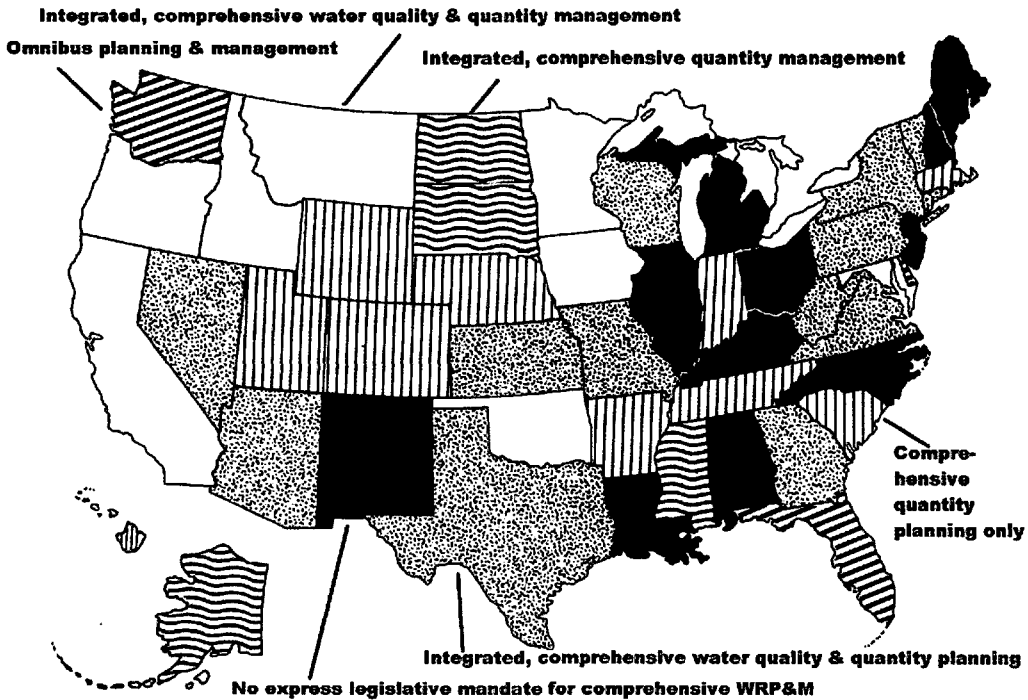 Integrated, comprehensive water quality & quantity management
Omnibus planning & management
Integrated, comprehensive quantity management
Compre-
hensive
quantity
planning only
Integrated, comprehensive water quality & quantity planning
No express legislative mandate for comprehensive WRP&M